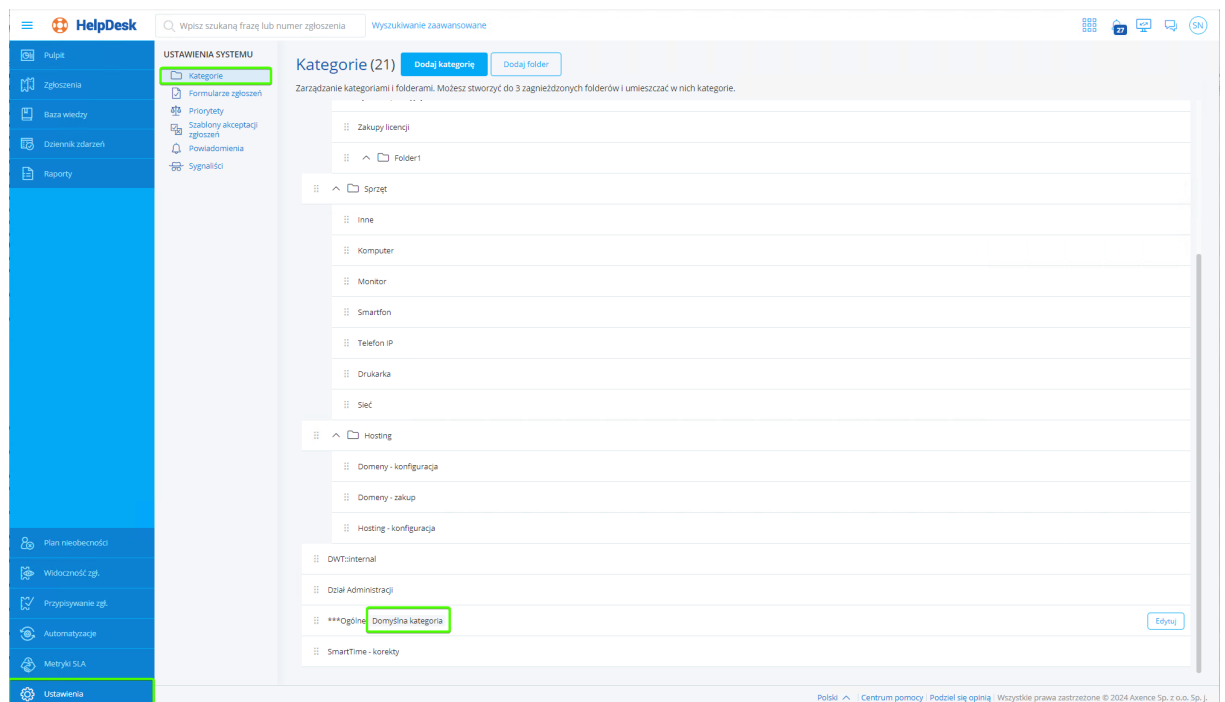 HelpDesk
Wpisz szukaną frazę lub numer zgłoszenia
Wyszukiwanie zaawansowane
27
SN
Pulpit
Zgłoszenia
Baza wiedzy
Dziennik zdarzeń
Raporty
Plan nieobecności
Widoczność zgł.
Przypisywanie zgł.
Automatyzacje
Metryki SLA
Ustawienia
USTAWIENIA SYSTEMU
Kategorie
Formularze zgłoszeń
Priorytety
Szablony akceptacji
zgłoszeń
Powiadomienia
Sygnaliści
Kategorie (21)
Dodaj kategorię
Dodaj folder
Zarządzanie kategoriami i folderami. Możesz stworzyć do 3 zagnieżdżonych folderów i umieszczać w nich kategorie.
Zakupy licencji
Folder1
Sprzęt
Inne
Komputer
Monitor
Smartfon
Telefon IP
Drukarka
Sieć
Hosting
Domeny - konfiguracja
Domeny - zakup
Hosting - konfiguracja
DWT::internal
Dział Administracji
***Ogólne Domyślna kategoria
Edytuj
SmartTime - korekty
Polski | Centrum pomocy | Podziel się opinią | Wszystkie prawa zastrzeżone © 2024 Axence Sp. z o.o. Sp. j.